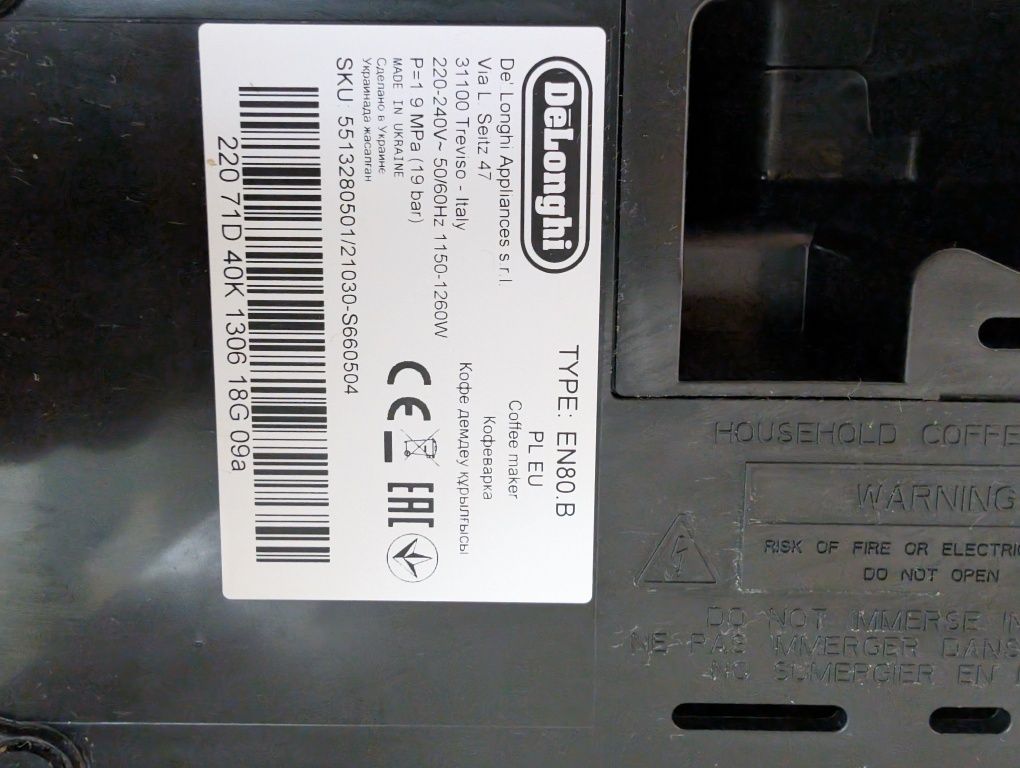 DeLonghi
De' Longhi Appliances s.r.l.
Via L. Seitz 47
31100 Treviso - Italy
220-240V~ 50/60Hz 1150-1260W
P=1 9 MPa (19 bar)
MADE IN UKRAINE
Сделано в Украине
Украинада жасалған
SKU: 5513280501/21030-S660504
220 71D 40K 1306 18G 09a
TYPE: EN80.B
PL EU
Coffee maker
Кофеварка
Кофе демдеу құрылғысы
CE
EAC
HOUSEHOLD COFFE
WARNING
RISK OF FIRE OR ELECTRIC
DO NOT OPEN
DO NOT IMMERSE IN
NE PAS IMMERGER DANS
NO SUMERGIER EN